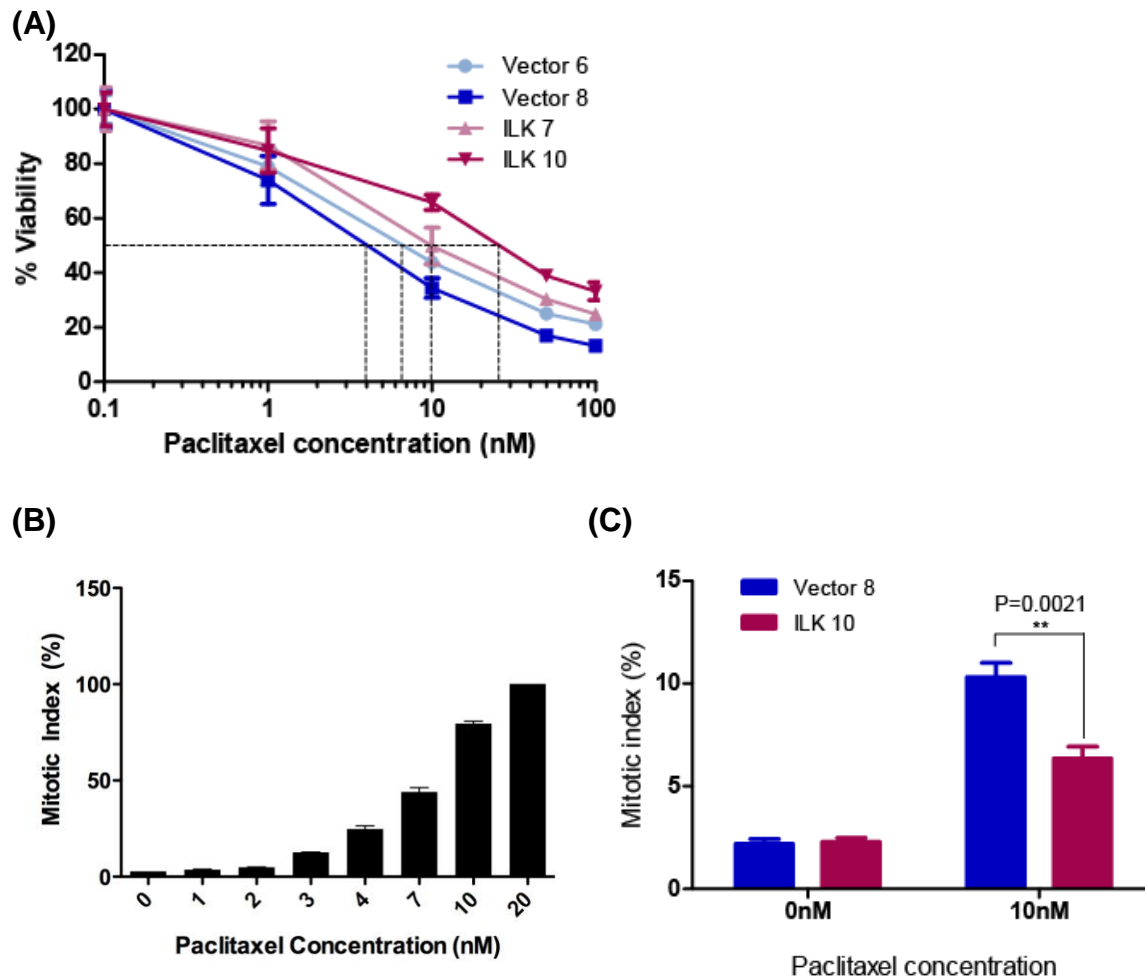 (A)
120
100
80
60
40
20
0
% Viability
Vector 6
Vector 8
ILK 7
ILK 10
0.1
1
10
100
Paclitaxel concentration (nM)
(B)
150
100
50
0
Mitotic Index (%)
0
1
2
3
4
7
10
20
Paclitaxel Concentration (nM)
(C)
15
10
5
0
Mitotic index (%)
Vector 8
ILK 10
P=0.0021
**
0nM
10nM
Paclitaxel concentration